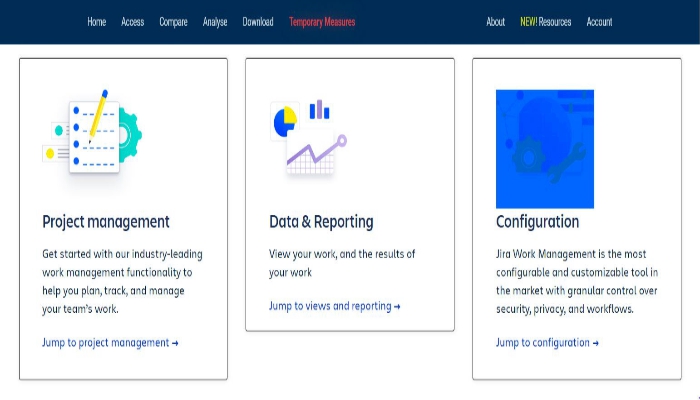 Home Access Compare Analyse Download Temporary Measures About NEW! Resources Account
Project management
Get started with our industry-leading
work management functionality to
help you plan, track, and manage
your team's work.
Jump to project management →
Data & Reporting
View your work, and the results of
your work
Jump to views and reporting →
Configuration
Jira Work Management is the most
configurable and customizable tool in
the market with granular control over
security, privacy, and workflows.
Jump to configuration →